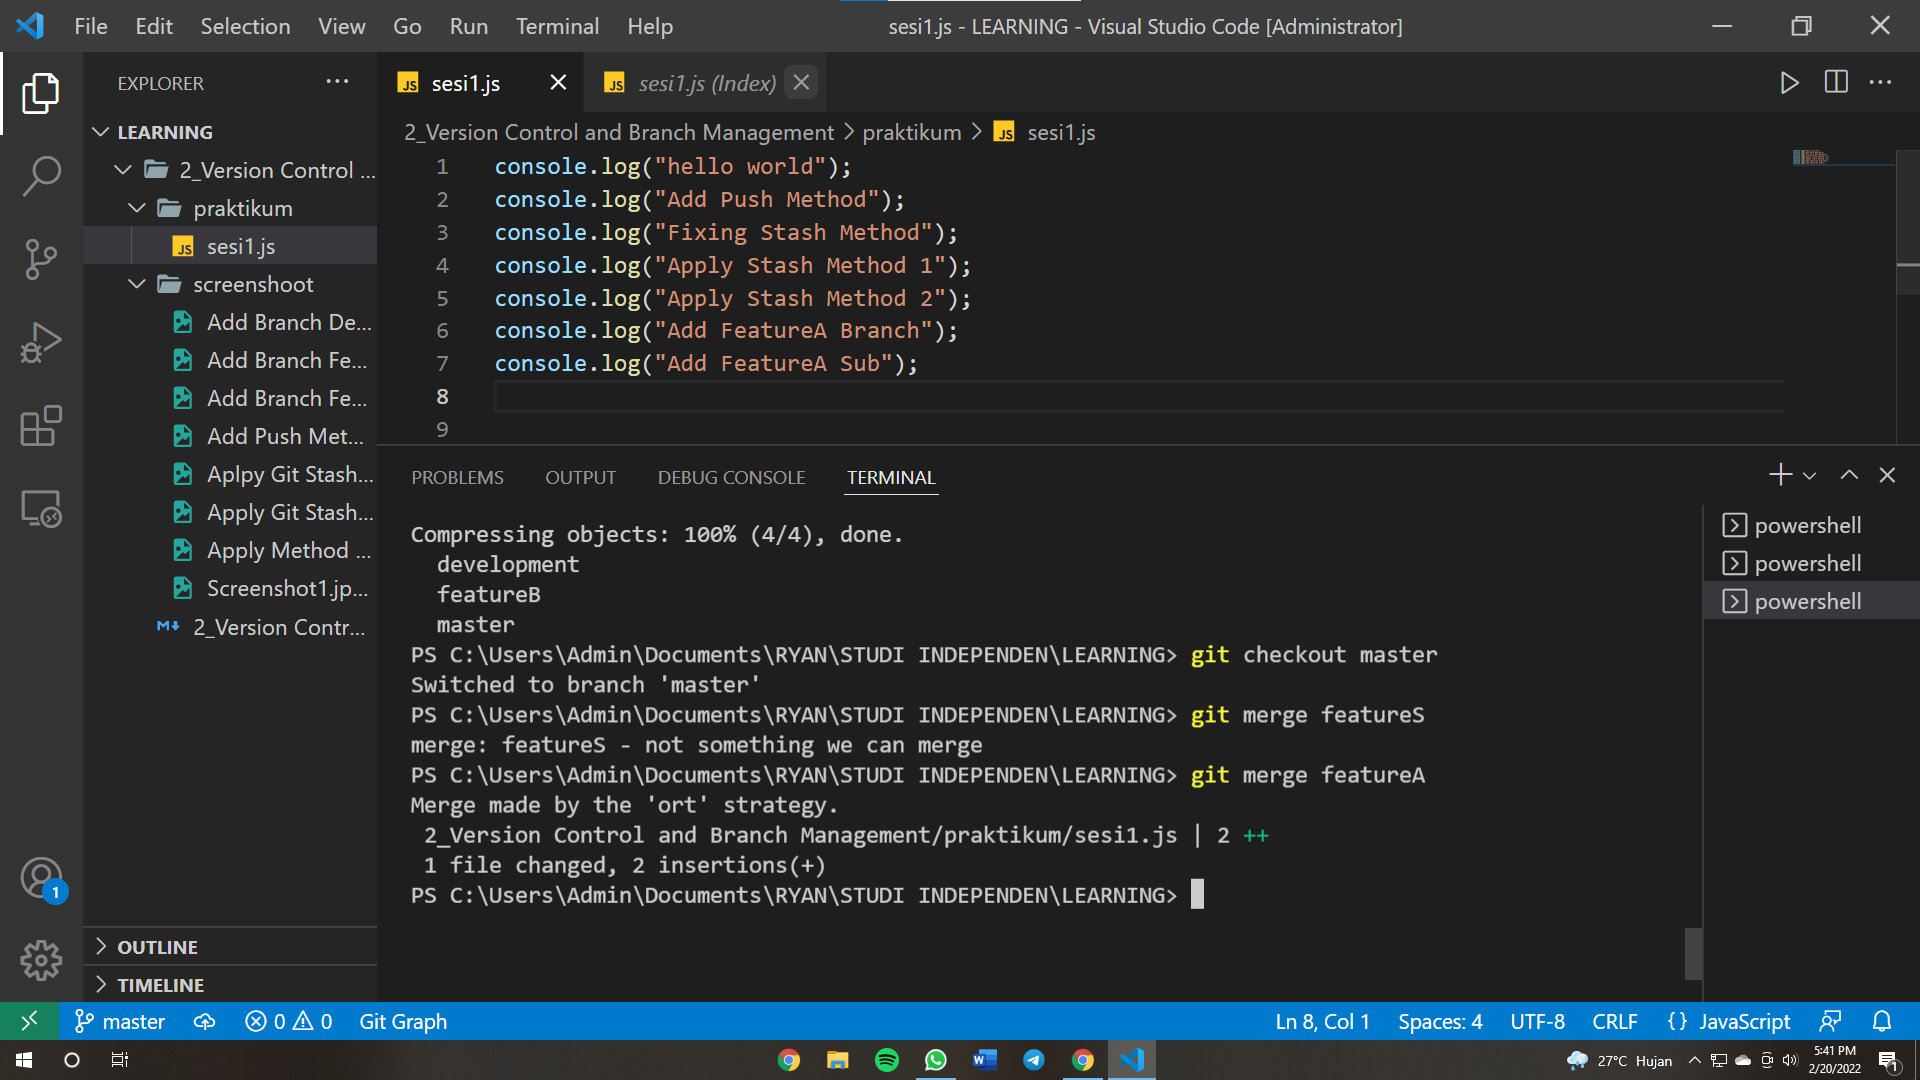 File Edit Selection View Go Run Terminal Help
sesi1.js - LEARNING - Visual Studio Code [Administrator]
EXPLORER
LEARNING
2_Version Control ...
praktikum
JS sesi1.js
screenshoot
Add Branch De...
Add Branch Fe...
Add Branch Fe...
Add Push Met...
Aplpy Git Stash...
Apply Git Stash...
Apply Method ...
Screenshot1.jp...
2_Version Contr...
OUTLINE
TIMELINE
JS sesi1.js
JS sesi1.js (Index)
2_Version Control and Branch Management > praktikum > JS sesi1.js
1 console.log("hello world");
2 console.log("Add Push Method");
3 console.log("Fixing Stash Method");
4 console.log("Apply Stash Method 1");
5 console.log("Apply Stash Method 2");
6 console.log("Add FeatureA Branch");
7 console.log("Add FeatureA Sub");
8
9
PROBLEMS OUTPUT DEBUG CONSOLE TERMINAL
Compressing objects: 100% (4/4), done.
development
featureB
master
PS C:\Users\Admin\Documents\RYAN\STUDI INDEPENDEN\LEARNING> git checkout master
Switched to branch 'master'
PS C:\Users\Admin\Documents\RYAN\STUDI INDEPENDEN\LEARNING> git merge featureS
merge: featureS - not something we can merge
PS C:\Users\Admin\Documents\RYAN\STUDI INDEPENDEN\LEARNING> git merge featureA
Merge made by the 'ort' strategy.
2_Version Control and Branch Management/praktikum/sesi1.js | 2 ++
1 file changed, 2 insertions(+)
PS C:\Users\Admin\Documents\RYAN\STUDI INDEPENDEN\LEARNING>
powershell
powershell
powershell
1
master 0 0 Git Graph
Ln 8, Col 1 Spaces: 4 UTF-8 CRLF {} JavaScript
27°C Hujan
5:41 PM
2/20/2022
1